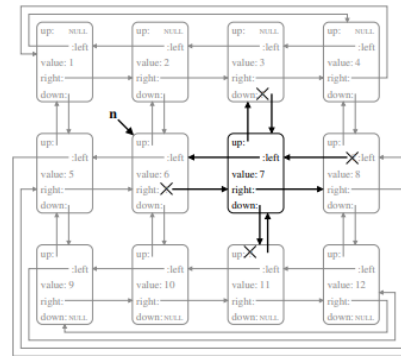 up: NULL
:left
value: 1
right:
down:
up: NULL
:left
value: 2
right:
down:
up: NULL
:left
value: 3
right:
down:
up: NULL
:left
value: 4
right:
down:
n
up:
:left
value: 5
right:
down:
up:
:left
value: 6
right:
down:
up:
:left
value: 7
right:
down:
up:
:left
value: 8
right:
down:
up:
:left
value: 9
right:
down: NULL
up:
:left
value: 10
right:
down: NULL
up:
:left
value: 11
right:
down: NULL
up:
:left
value: 12
right:
down: NULL